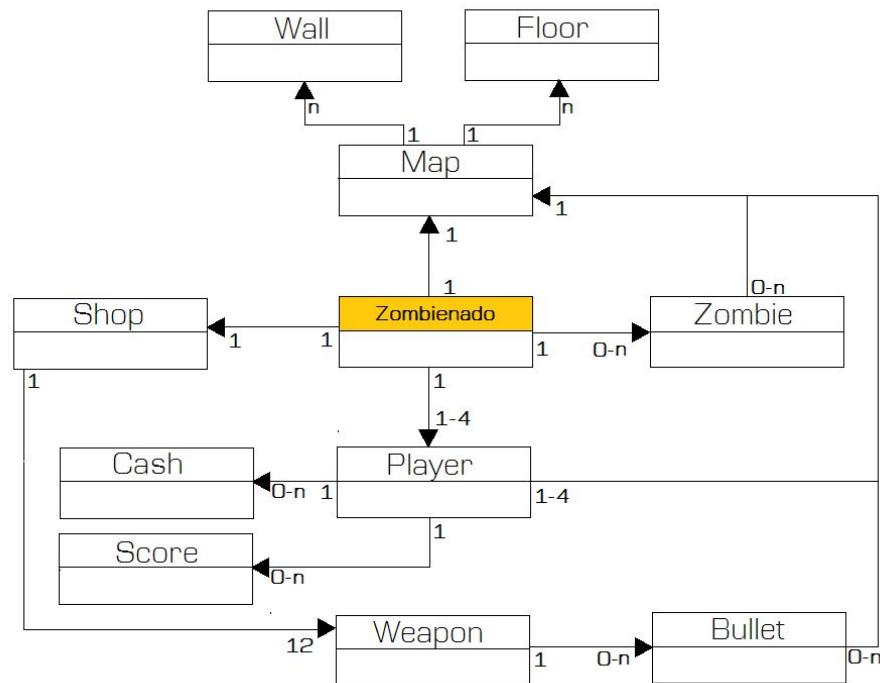 Wall
Floor
n
n
1
1
Map
1
1
1
0-n
Shop
Zombienado
Zombie
1
1
1
0-n
1
1
1-4
Cash
Player
0-n
1
1-4
1
Score
0-n
12
Weapon
Bullet
1
0-n
0-n